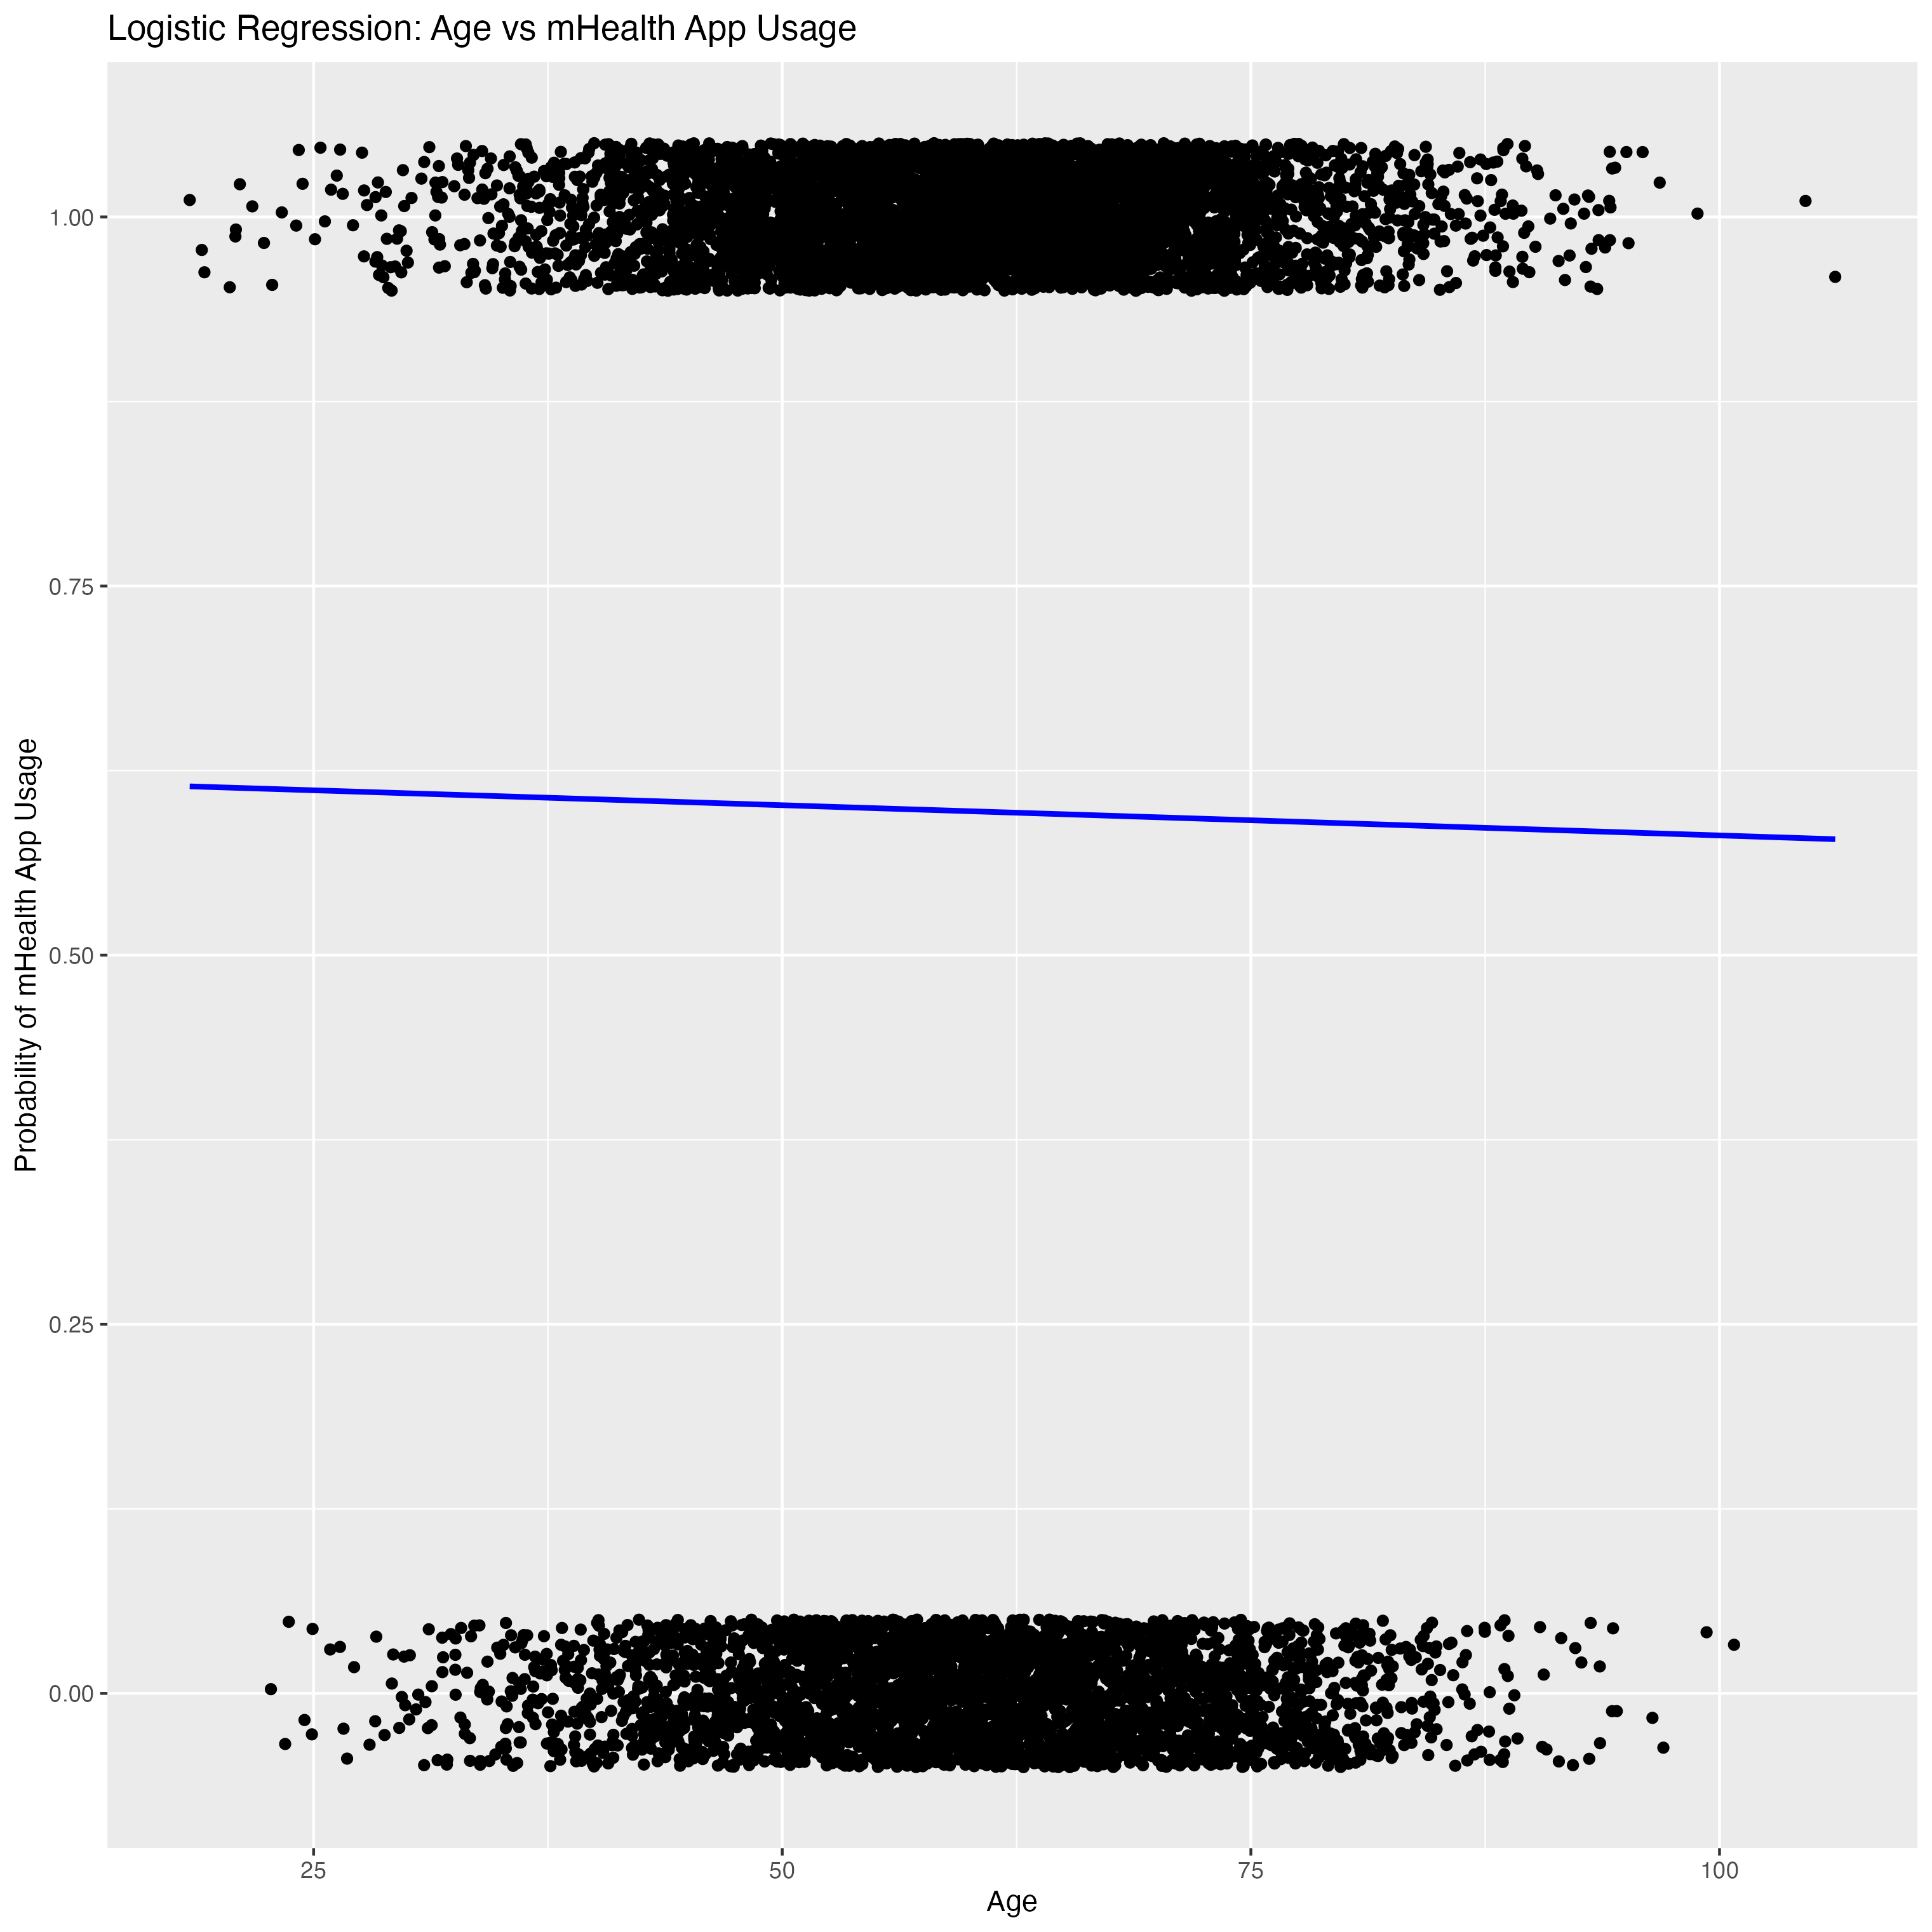 Logistic Regression: Age vs mHealth App Usage
Probability of mHealth App Usage
1.00
0.75
0.50
0.25
0.00
25 50 75 100
Age